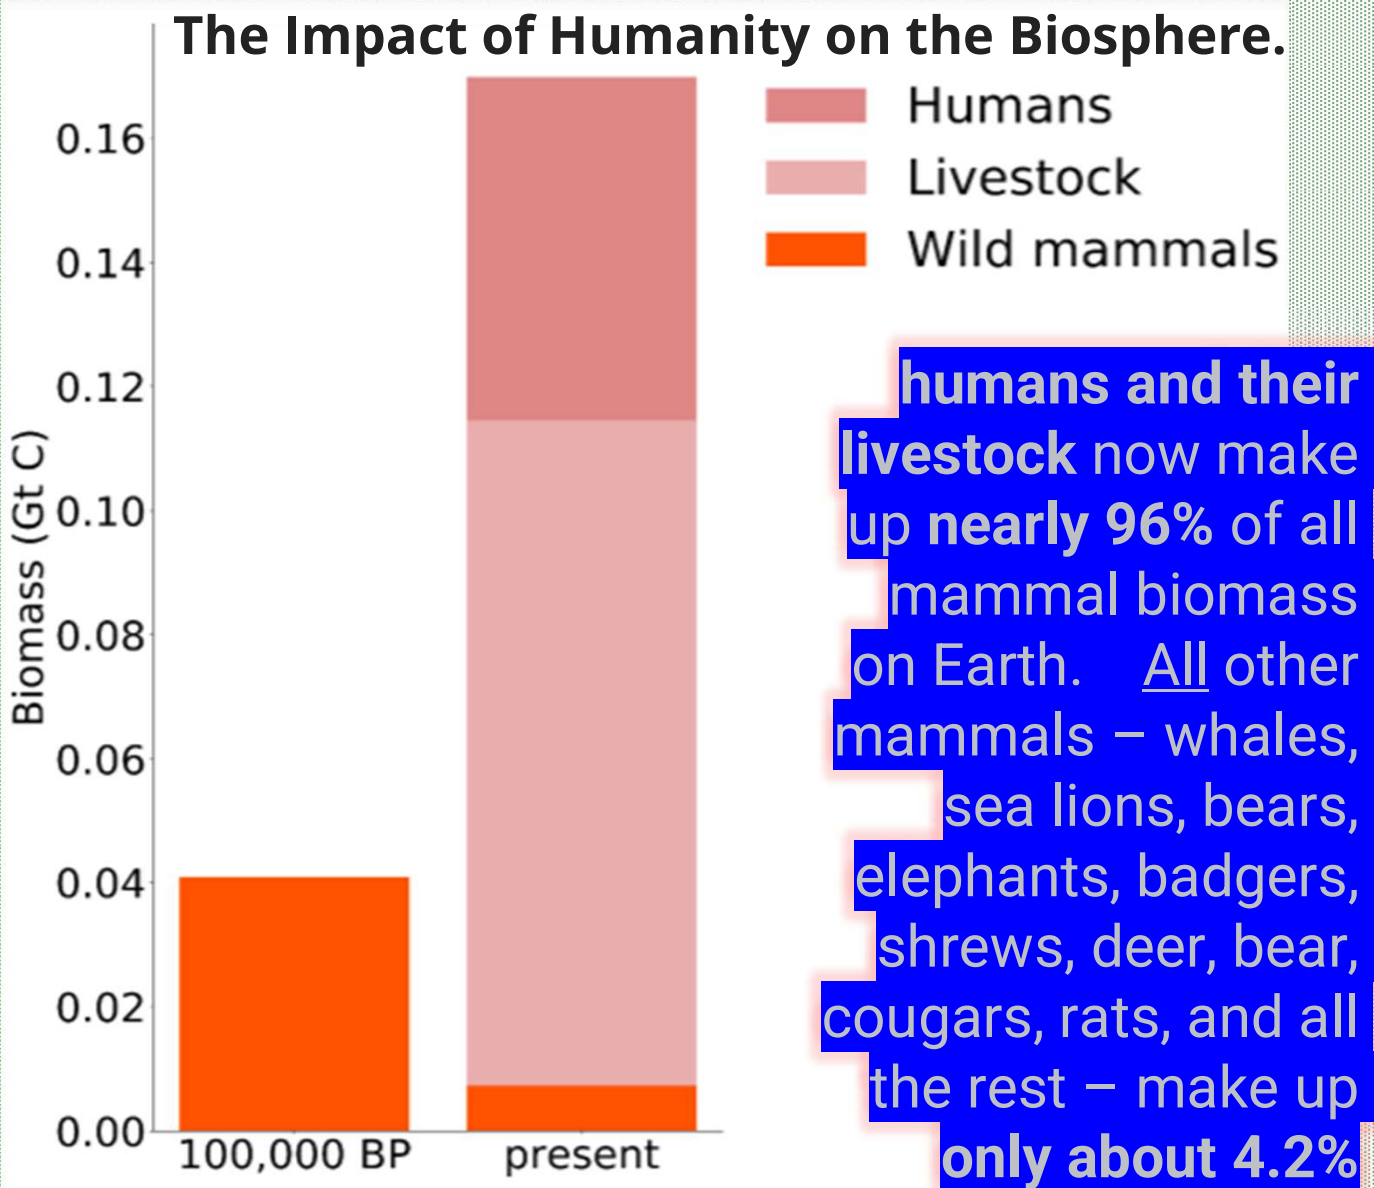 The Impact of Humanity on the Biosphere.
Humans
Livestock
Wild mammals
0.16
0.14
0.12
0.10
0.08
0.06
0.04
0.02
0.00
Biomass (Gt C)
100,000 BP
present
humans and their
livestock now make
up nearly 96% of all
mammal biomass
on Earth. All other
mammals – whales,
sea lions, bears,
elephants, badgers,
shrews, deer, bear,
cougars, rats, and all
the rest – make up
only about 4.2%